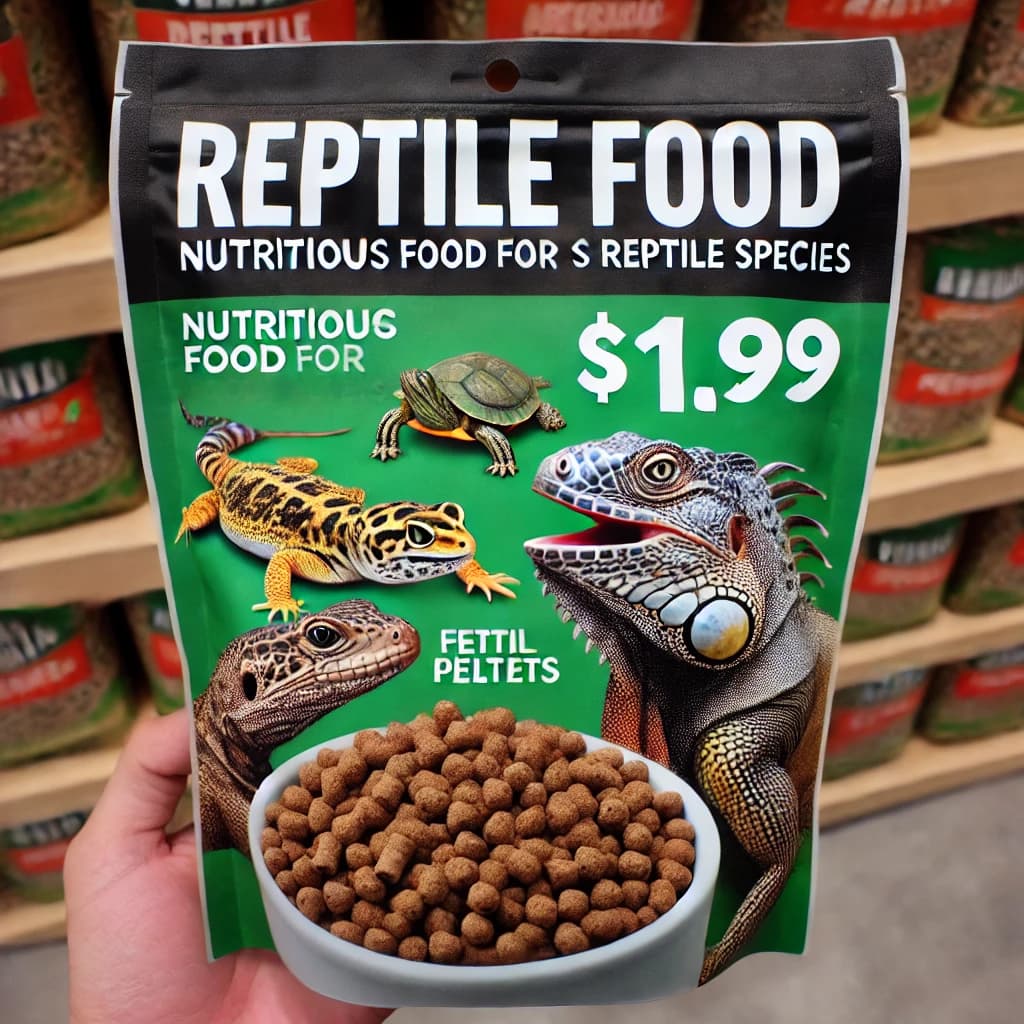 REPTILE FOOD
NUTRITIOUS FOOD FOR S REPTILE SPECIES
NUTRITIOUS
FOOD FOR
$1.99
FETTIL
PELTETS